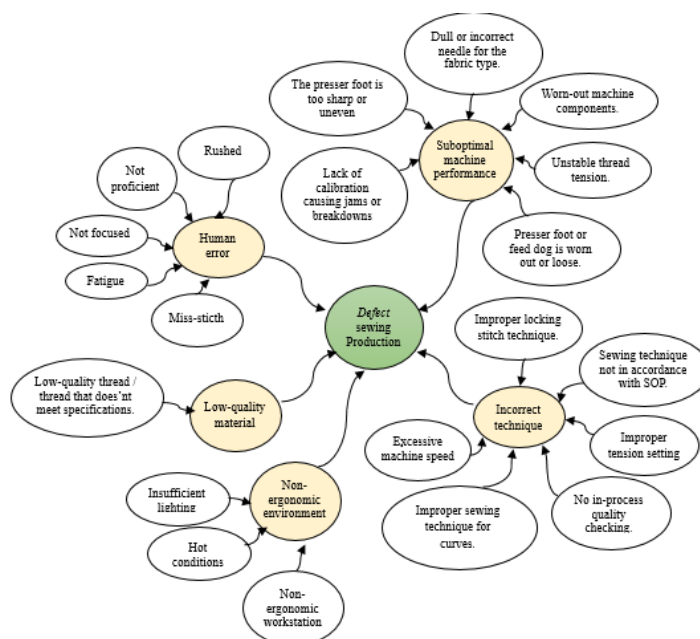 Dull or incorrect
needle for the
fabric type.
The presser foot is
too sharp or
uneven
Worn-out machine
components.
Suboptimal
machine
performance
Unstable thread
tension.
Lack of
calibration
causing jams or
breakdowns
Presser foot or
feed dog is worn
out or loose.
Rushed
Not
proficient
Not focused
Human
error
Fatigue
Miss-sticth
Defect
sewing
Production
Improper locking
stitch technique.
Sewing technique
not in accordance
with SOP.
Low-quality thread /
thread that does'nt
meet specifications.
Low-quality
material
Incorrect
technique
Improper
tension setting
Excessive
machine speed
No in-process
quality
checking.
Improper sewing
technique for
curves.
Non-
ergonomic
environment
Insufficient
lighting
Hot
conditions
Non-
ergonomic
workstation